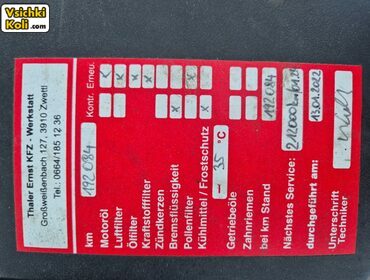 Vsichki
Koli.com
Thaler Ernst KFZ - Werkstatt
Großweißenbach 127, 3910 Zwettl
Tel.: 0664/185 12 36
Kontr. Erneu.
km 192084
Motoröl x
Luftfilter x
Ölfilter x
Kraftstofffilter x
Zündkerzen x
Bremsflüssigkeit x
Pollenfilter x
Kühlmittel / Frostschutz x
- 35 °C
Getriebeöle
Zahnriemen
bei km Stand 192084
Nächstes Service: 212000km
durchgeführt am: 13.01.2022
Unterschrift
Techniker